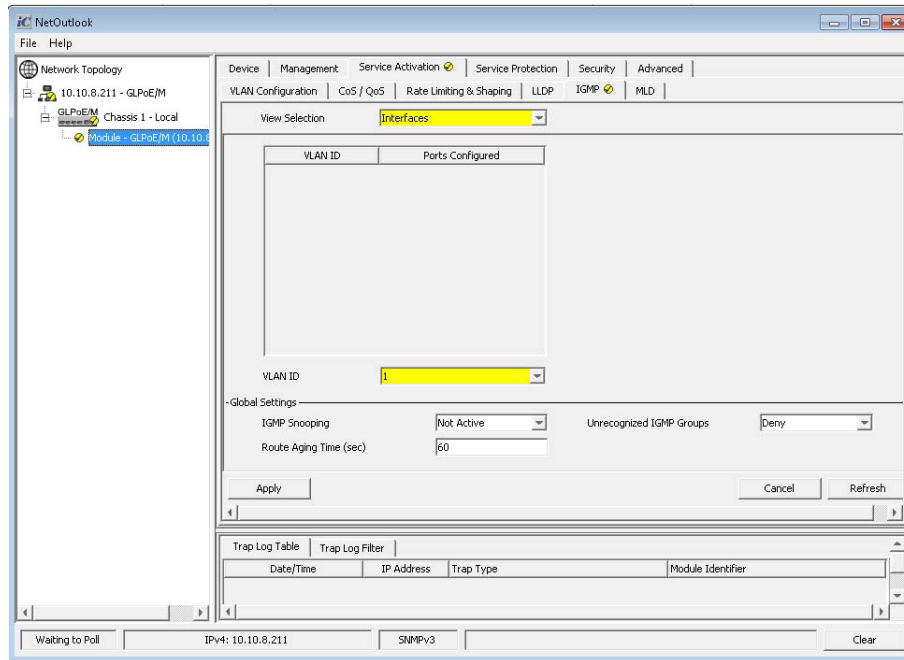 iC NetOutlook
File Help
Network Topology
10.10.8.211 - GLPoE/M
GLPoE/M Chassis 1 - Local
Module - GLPoE/M (10.10.8
Device Management Service Activation Service Protection Security Advanced
VLAN Configuration CoS / QoS Rate Limiting & Shaping LLDP IGMP MLD
View Selection Interfaces
VLAN ID Ports Configured
VLAN ID 1
Global Settings
IGMP Snooping Not Active Unrecognized IGMP Groups Deny
Route Aging Time (sec) 60
Apply Cancel Refresh
Trap Log Table Trap Log Filter
Date/Time IP Address Trap Type Module Identifier
Waiting to Poll IPv4: 10.10.8.211 SNMPv3 Clear